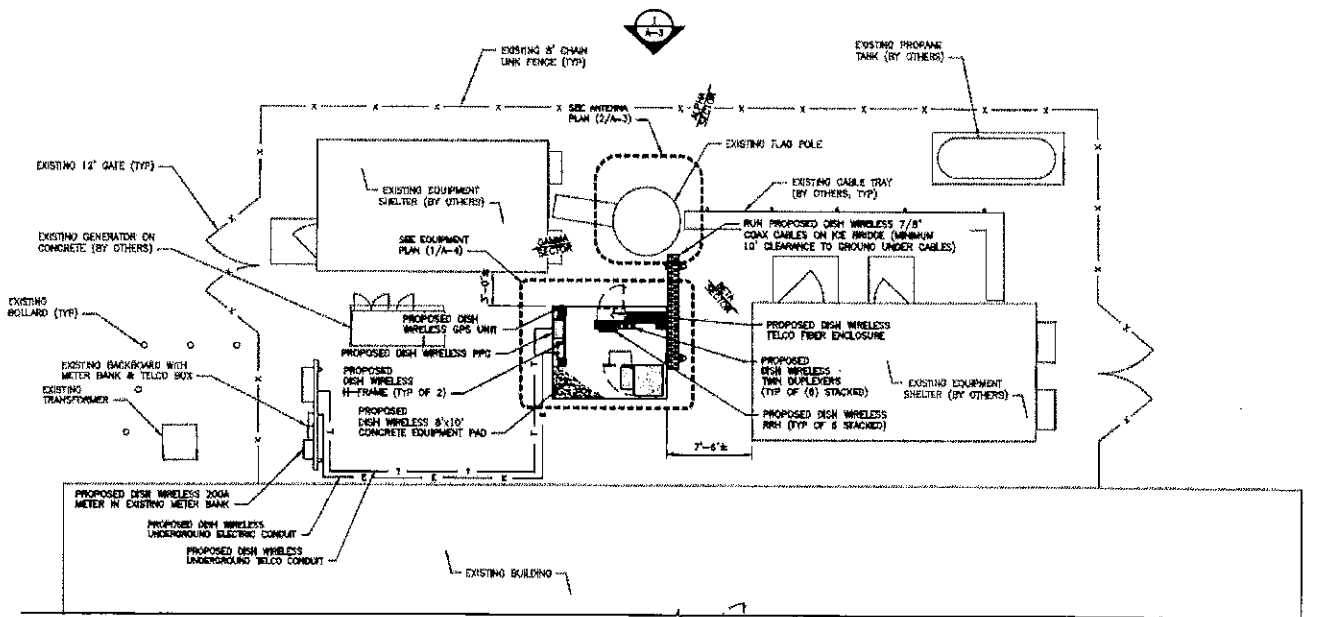 1
A-3
EXISTING 8' CHAIN
LINK FENCE (TYP)
EXISTING PROPANE
TANK (BY OTHERS)
SEE ANTENNA
PLAN (2/A-3)
ALPHA
SECTOR
EXISTING FLAG POLE
EXISTING 12' GATE (TYP)
EXISTING EQUIPMENT
SHELTER (BY OTHERS)
EXISTING CABLE TRAY
(BY OTHERS, TYP)
RUN PROPOSED DISH WIRELESS 7/8"
COAX CABLES ON ICE BRIDGE (MINIMUM
10' CLEARANCE TO GROUND UNDER CABLES)
EXISTING GENERATOR ON
CONCRETE (BY OTHERS)
SEE EQUIPMENT
PLAN (1/A-4)
GAMMA
SECTOR
BETA
SECTOR
3'-0"±
EXISTING
BOLLARD (TYP)
PROPOSED DISH
WIRELESS GPS UNIT
PROPOSED DISH WIRELESS PPC
PROPOSED DISH WIRELESS
TELCO FIBER ENCLOSURE
EXISTING BACKBOARD WITH
METER BANK & TELCO BOX
PROPOSED
DISH WIRELESS
H-FRAME (TYP OF 2)
PROPOSED
DISH WIRELESS
TWIN DUPLEXERS
(TYP OF (6) STACKED)
EXISTING EQUIPMENT
SHELTER (BY OTHERS)
EXISTING
TRANSFORMER
PROPOSED
DISH WIRELESS 8'x10'
CONCRETE EQUIPMENT PAD
PROPOSED DISH WIRELESS
RRH (TYP OF 6 STACKED)
7'-6"±
PROPOSED DISH WIRELESS 200A
METER IN EXISTING METER BANK
PROPOSED DISH WIRELESS
UNDERGROUND ELECTRIC CONDUIT
PROPOSED DISH WIRELESS
UNDERGROUND TELCO CONDUIT
EXISTING BUILDING